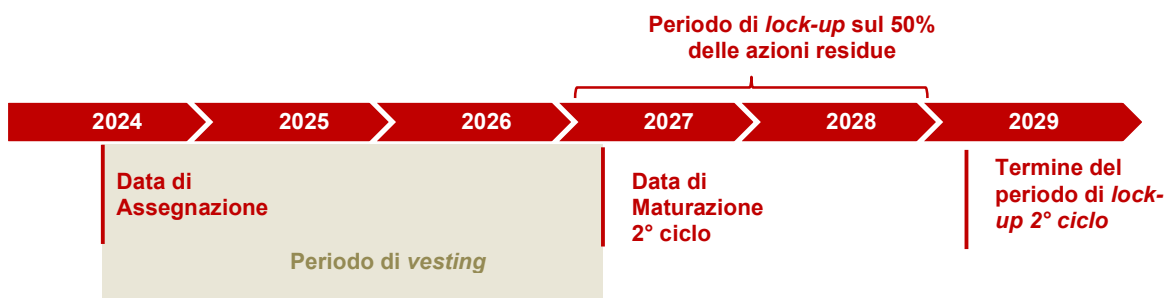 Periodo di lock-up sul 50%
delle azioni residue
2024 2025 2026 2027 2028 2029
Data di
Assegnazione
Data di
Maturazione
2° ciclo
Termine del
periodo di lock-
up 2° ciclo
Periodo di vesting